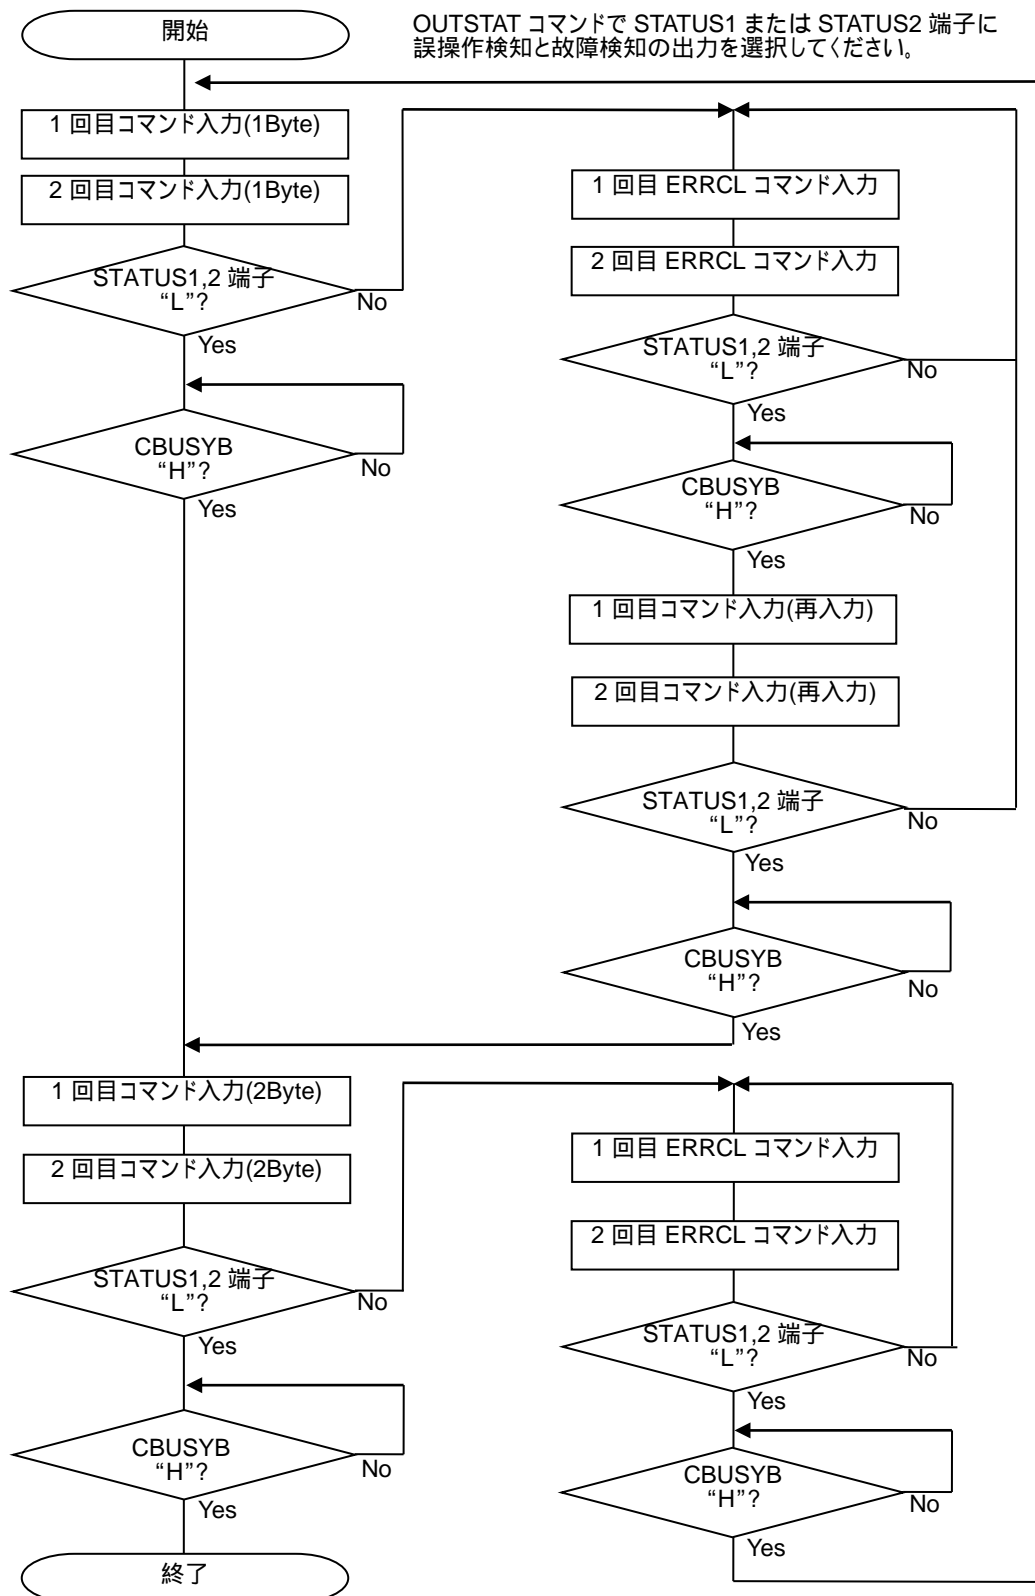 開始
OUTSTAT コマンドで STATUS1 または STATUS2 端子に
誤操作検知と故障検知の出力を選択してください。
1 回目コマンド入力(1Byte)
2 回目コマンド入力(1Byte)
STATUS1,2 端子
“L”?
No
Yes
CBUSYB
“H”?
No
Yes
1 回目 ERRCL コマンド入力
2 回目 ERRCL コマンド入力
STATUS1,2 端子
“L”?
No
Yes
CBUSYB
“H”?
No
Yes
1 回目コマンド入力(再入力)
2 回目コマンド入力(再入力)
STATUS1,2 端子
“L”?
No
Yes
CBUSYB
“H”?
No
Yes
1 回目コマンド入力(2Byte)
2 回目コマンド入力(2Byte)
STATUS1,2 端子
“L”?
No
Yes
CBUSYB
“H”?
No
Yes
終了
1 回目 ERRCL コマンド入力
2 回目 ERRCL コマンド入力
STATUS1,2 端子
“L”?
No
Yes
CBUSYB
“H”?
No
Yes